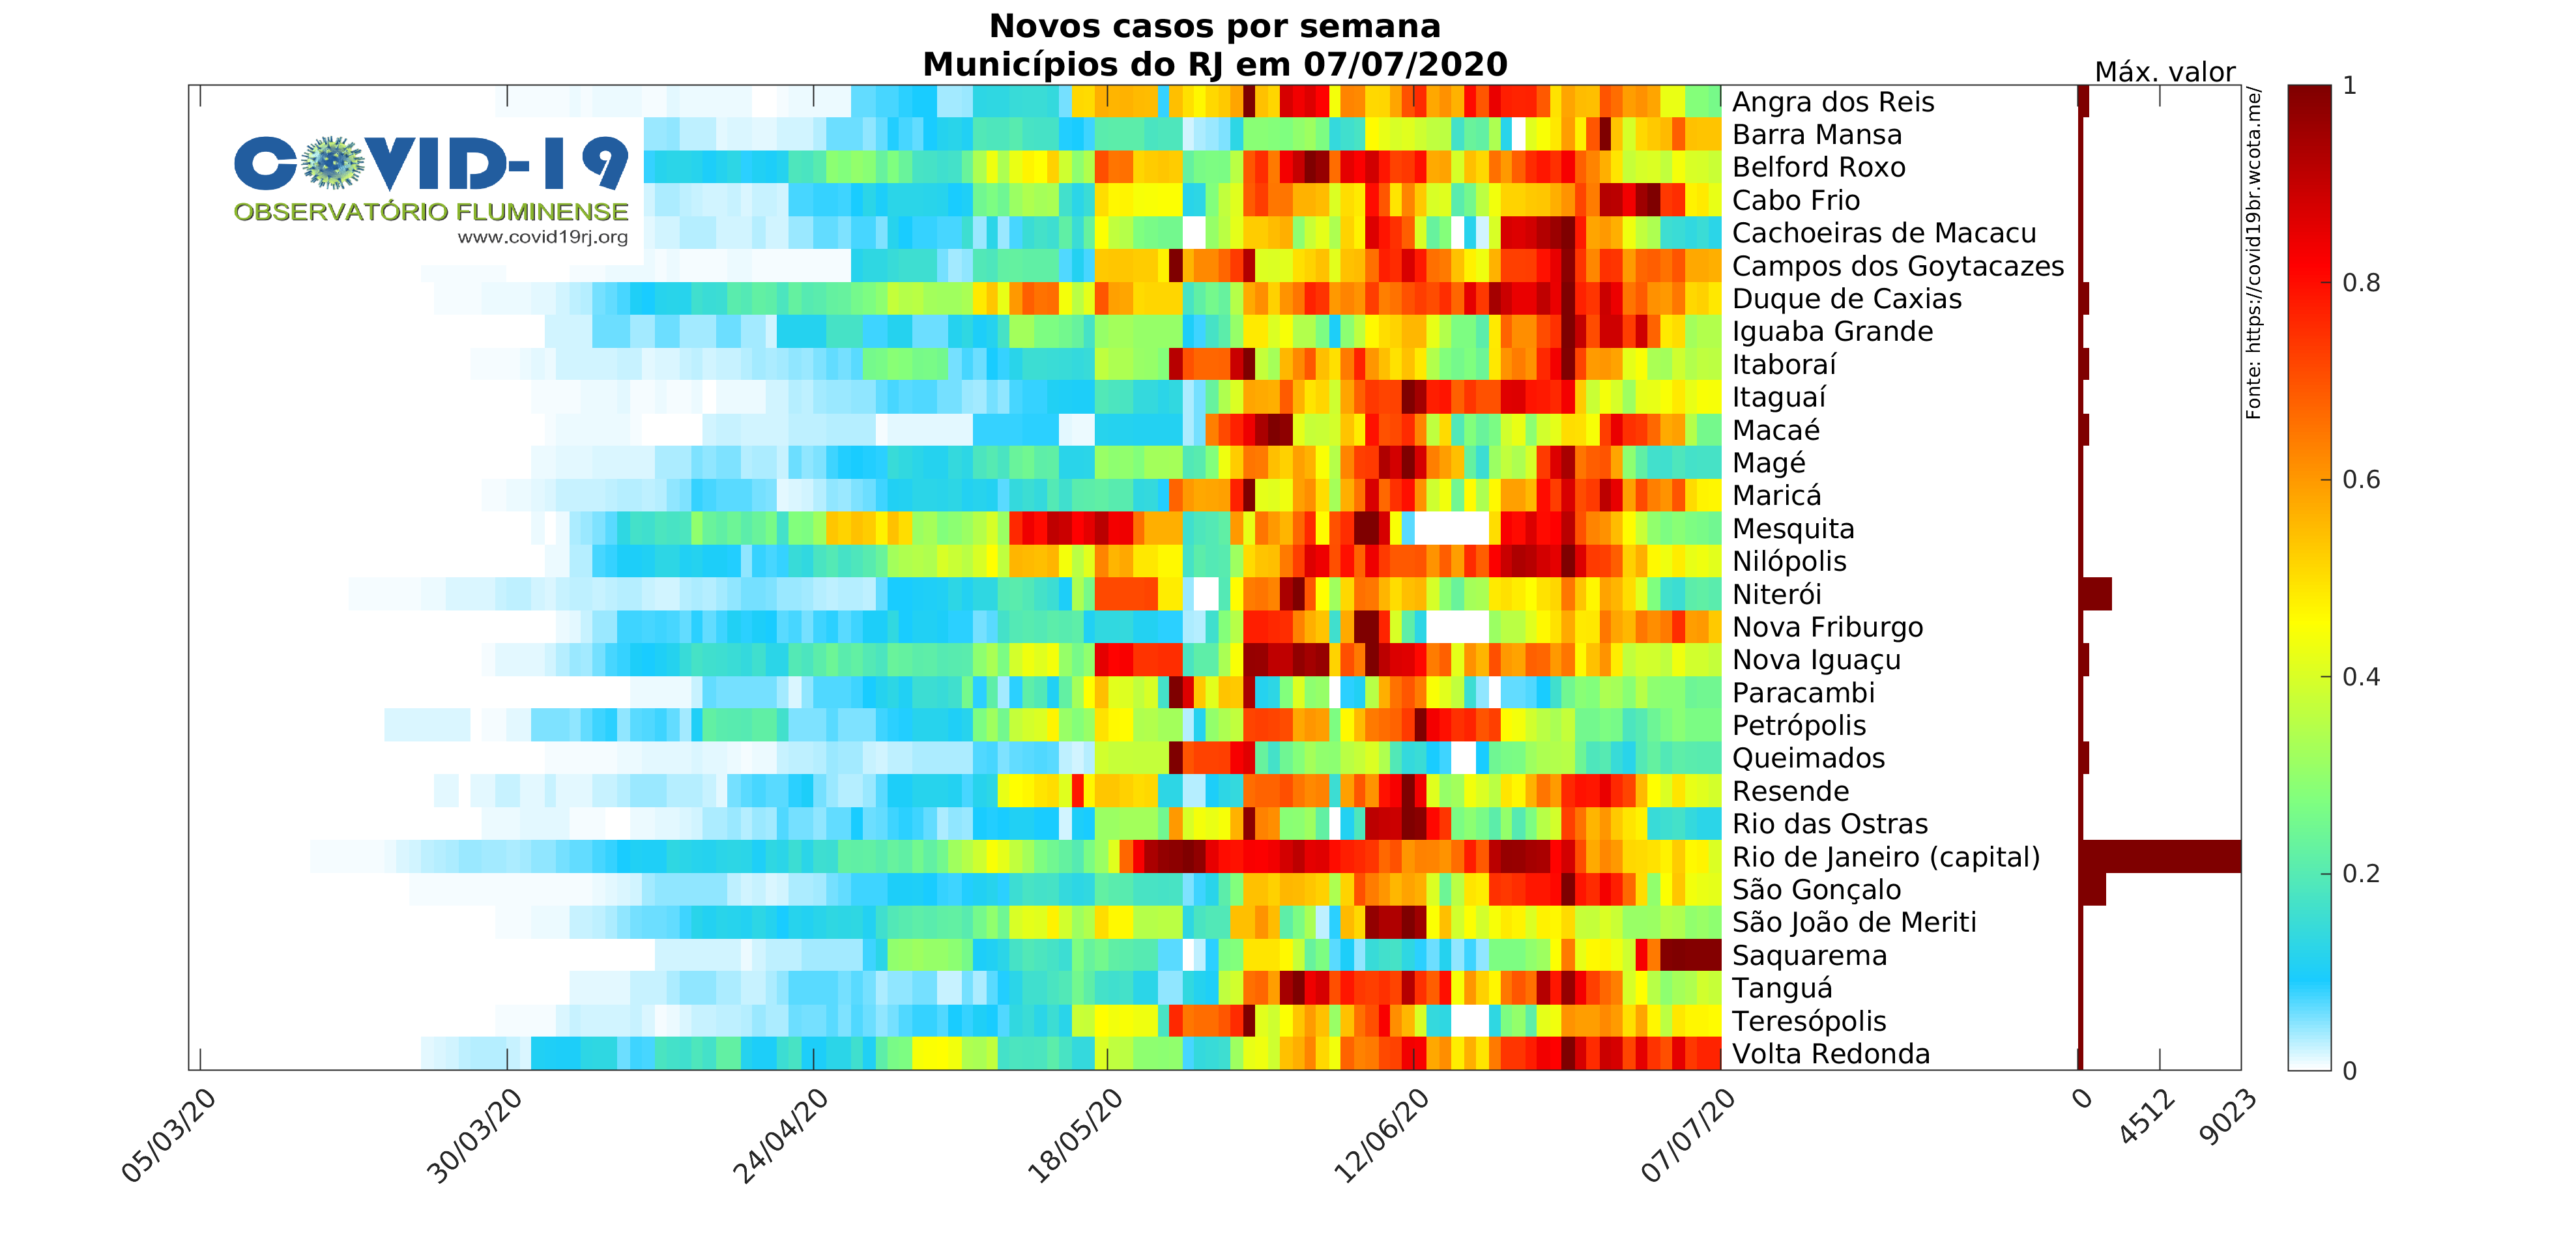 Novos casos por semana
Municípios do RJ em 07/07/2020
Máx. valor
COVID-19
OBSERVATÓRIO FLUMINENSE
www.covid19rj.org
Angra dos Reis
Barra Mansa
Belford Roxo
Cabo Frio
Cachoeiras de Macacu
Campos dos Goytacazes
Duque de Caxias
Iguaba Grande
Itaboraí
Itaguaí
Macaé
Magé
Maricá
Mesquita
Nilópolis
Niterói
Nova Friburgo
Nova Iguaçu
Paracambi
Petrópolis
Queimados
Resende
Rio das Ostras
Rio de Janeiro (capital)
São Gonçalo
São João de Meriti
Saquarema
Tanguá
Teresópolis
Volta Redonda
Fonte: https://covid19br.wcota.me/
1
0.8
0.6
0.4
0.2
0
05/03/20
30/03/20
24/04/20
18/05/20
12/06/20
07/07/20
0
4512
9023